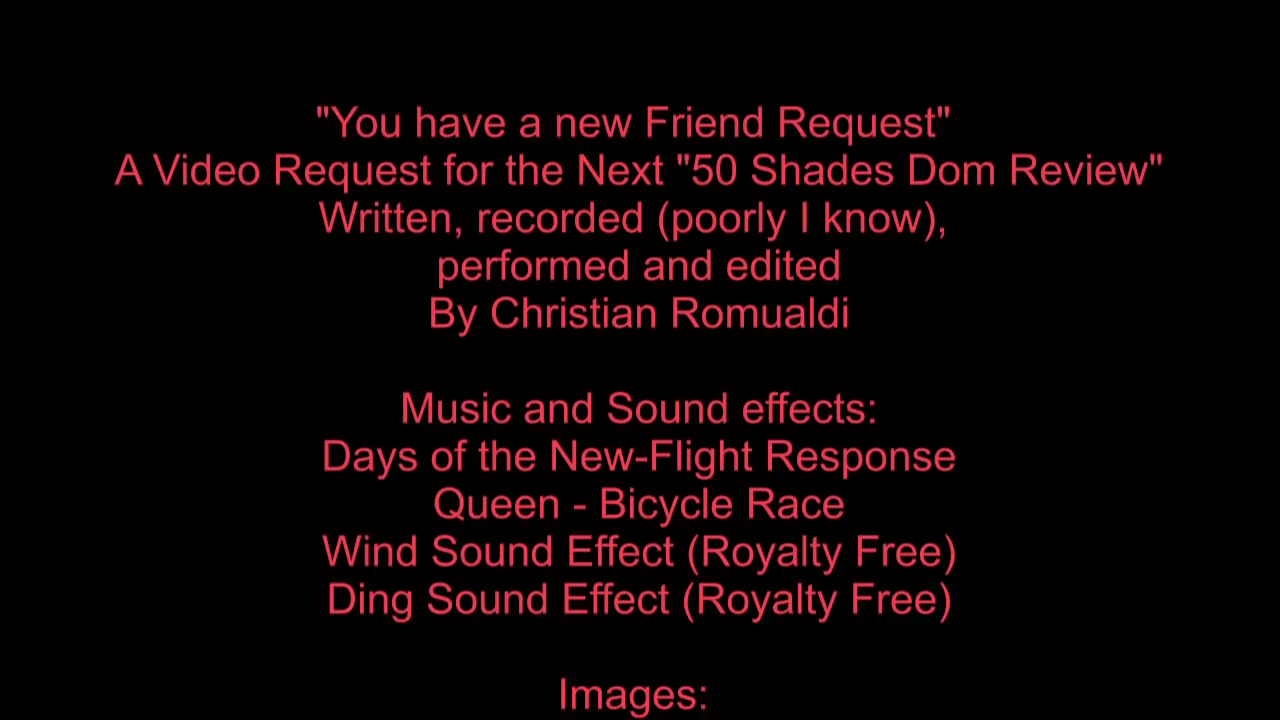 "You have a new Friend Request"
A Video Request for the Next "50 Shades Dom Review"
Written, recorded (poorly I know),
performed and edited
By Christian Romualdi
Music and Sound effects:
Days of the New-Flight Response
Queen - Bicycle Race
Wind Sound Effect (Royalty Free)
Ding Sound Effect (Royalty Free)
Images: